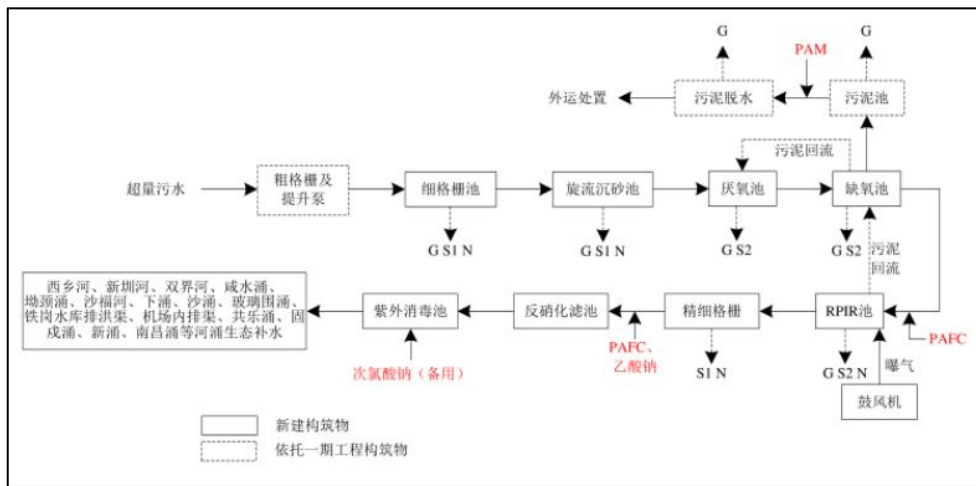 G
G
PAM
外运处置
污泥脱水
污泥池
污泥回流
超量污水
粗格栅及
提升泵
细格栅池
旋流沉砂池
厌氧池
缺氧池
G S1 N
G S1 N
G S2
G S2
污泥
回流
西乡河、新圳河、双界河、咸水涌、
坳颈涌、沙福河、下涌、沙涌、玻璃围涌、
铁岗水库排洪渠、机场内排渠、共乐涌、固
戍涌、新涌、南昌涌等河涌生态补水
紫外消毒池
反硝化滤池
精细格栅
RPIR池
PAFC
PAFC、
乙酸钠
次氯酸钠（备用）
S1 N
G S2 N
曝气
鼓风机
新建构筑物
依托一期工程构筑物